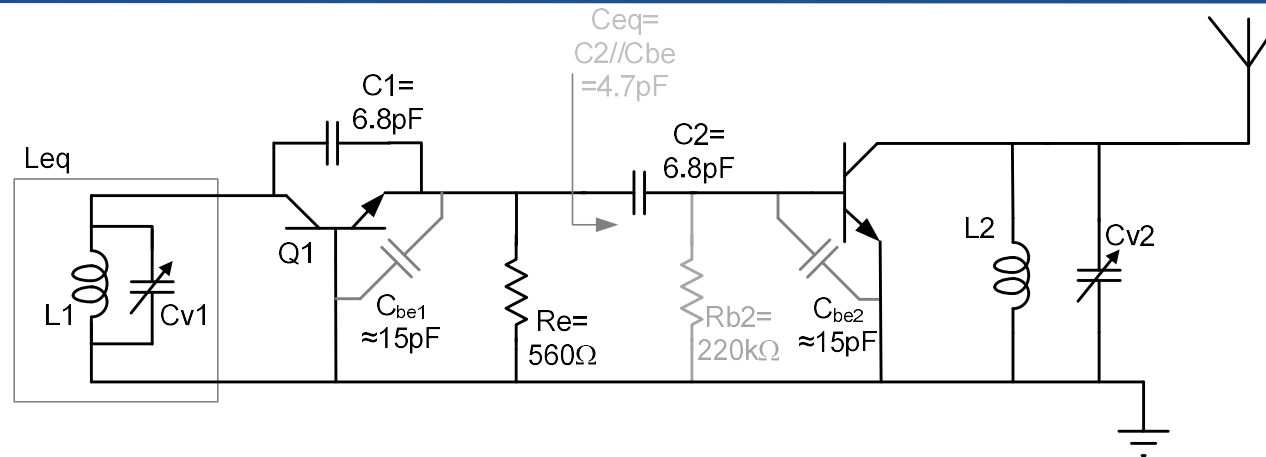 Ceq=
C2//Cbe
=4.7pF
C1=
6.8pF
C2=
6.8pF
Leq
Q1
L1
Cv1
Cbe1
≈15pF
Re=
560Ω
Rb2=
220kΩ
Cbe2
≈15pF
L2
Cv2